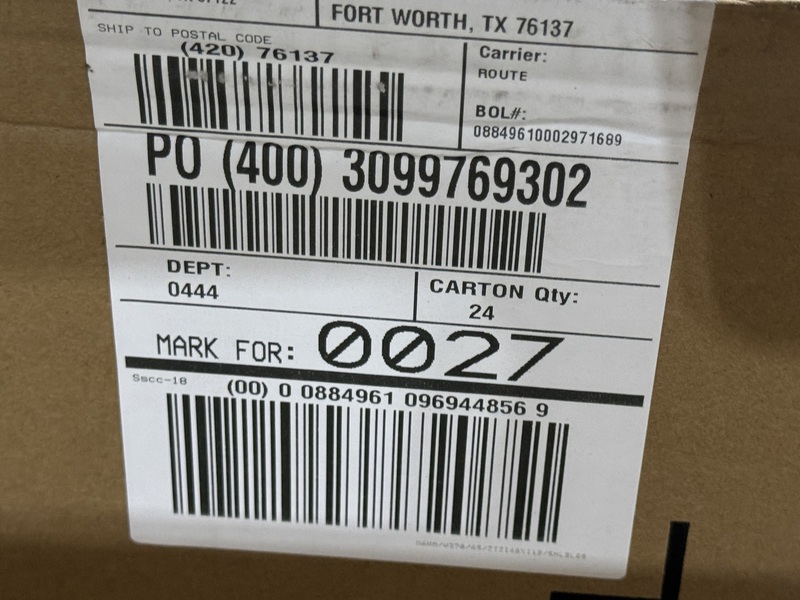 FORT WORTH, TX 76137
SHIP TO POSTAL CODE
(420) 76137
Carrier:
ROUTE
BOL#:
08849610002971689
PO (400) 3099769302
DEPT:
0444
CARTON Qty:
24
MARK FOR: 0027
Sscc-18
(00) 0 0884961 096944856 9